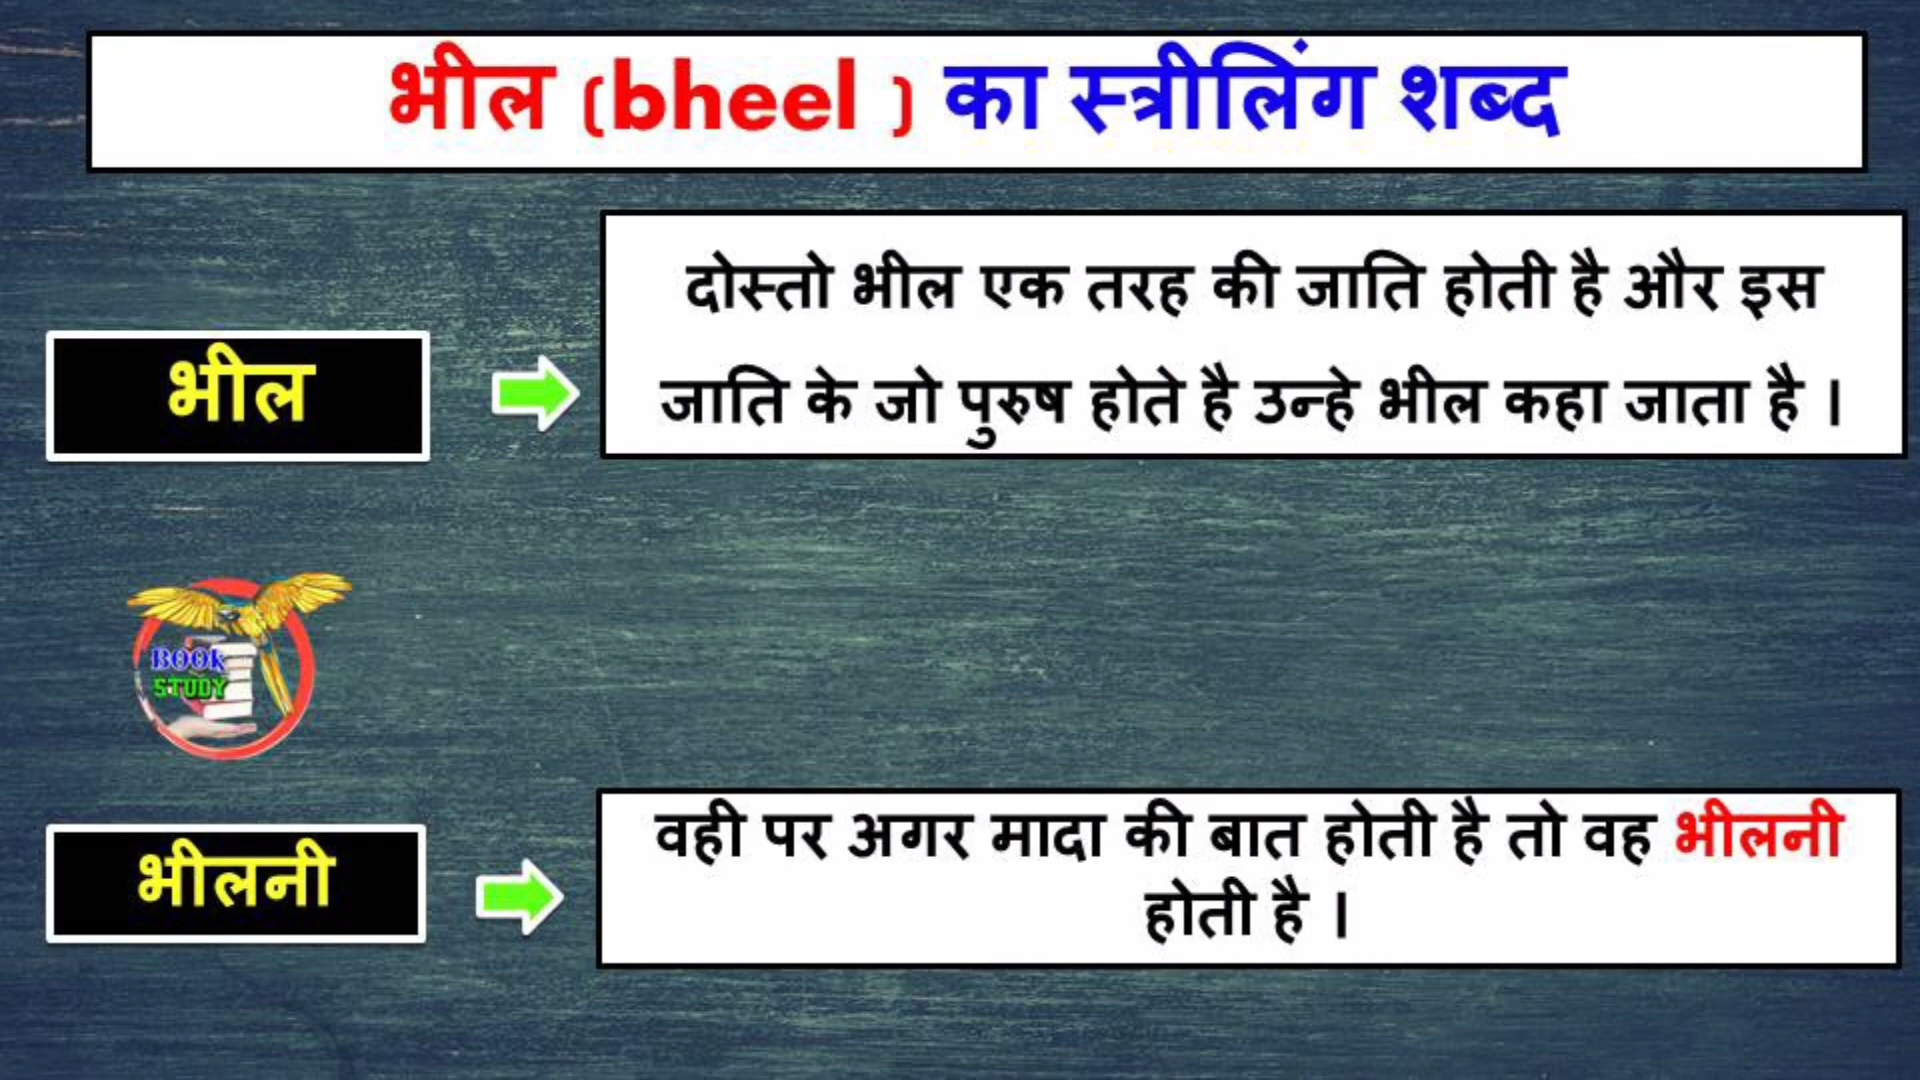 भील (bheel ) का स्त्रीलिंग शब्द
दोस्तो भील एक तरह की जाति होती है और इस
जाति के जो पुरुष होते है उन्हे भील कहा जाता है ।
भील
BOOK
STUDY
वही पर अगर मादा की बात होती है तो वह भीलनी
होती है ।
भीलनी